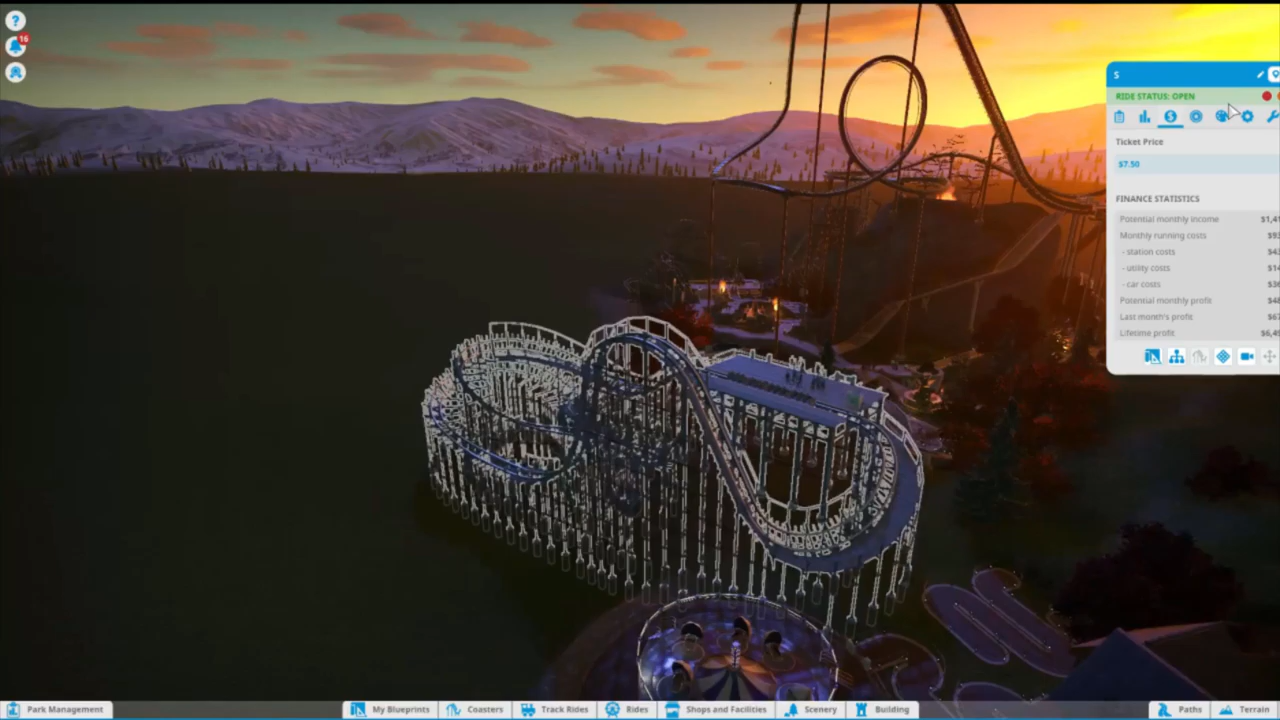 ?
16
S
RIDE STATUS: OPEN
Ticket Price
$7.50
FINANCE STATISTICS
Potential monthly income
Monthly running costs
- station costs
- utility costs
- car costs
Potential monthly profit
Last month's profit
Lifetime profit
Park Management
My Blueprints
Coasters
Track Rides
Rides
Shops and Facilities
Scenery
Building
Paths
Terrain